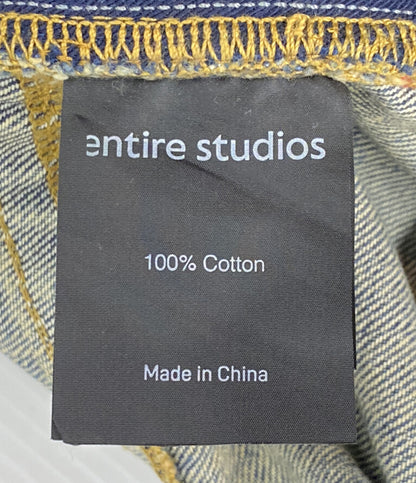 entire studios
100% Cotton
Made in China